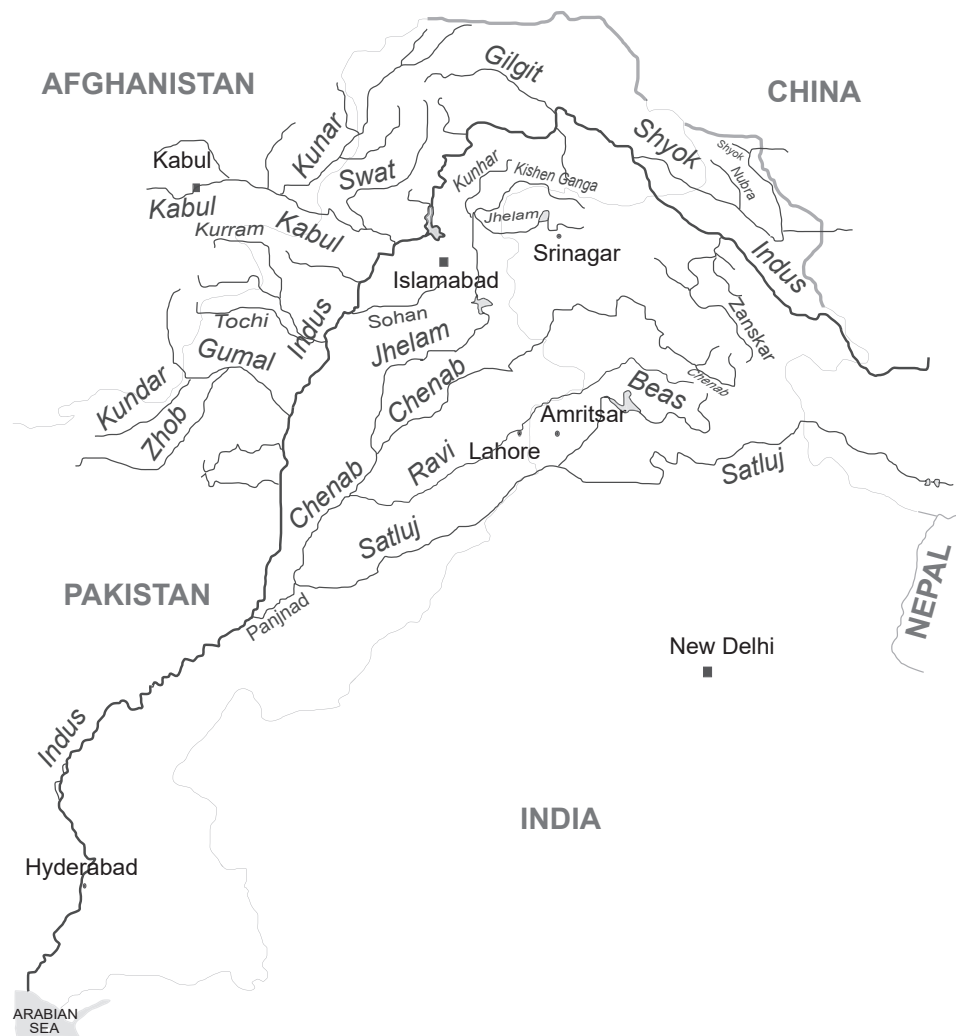 Gilgit
AFGHANISTAN
CHINA
Kunar
Shyok
Shyok
Kabul
Swat
Kunhar
Kishen Ganga
Nubra
Kabul
Kurram
Kabul
Jhelam
Srinagar
Indus
Islamabad
Tochi
Indus
Sohan
Zanskar
Gumal
Jhelam
Kundar
Chenab
Chenab
Beas
Zhob
Amritsar
Lahore
Ravi
Satluj
Chenab
Satluj
PAKISTAN
NEPAL
Panjnad
New Delhi
Indus
INDIA
Hyderabad
ARABIAN
SEA